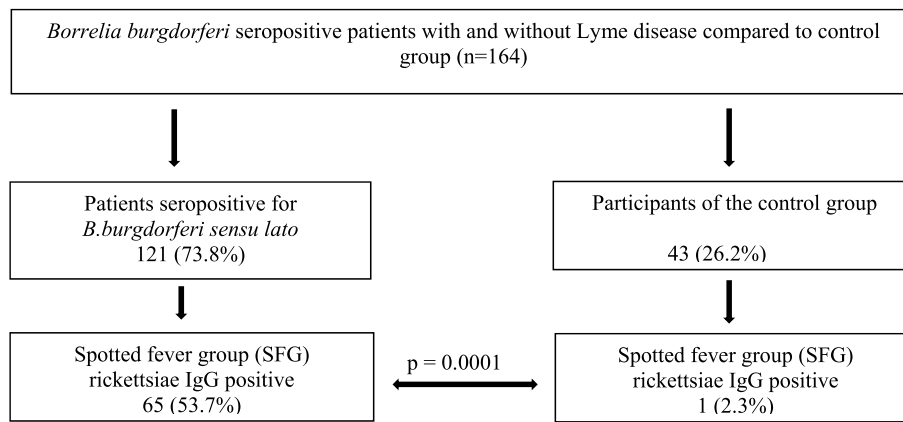 Borrelia burgdorferi seropositive patients with and without Lyme disease compared to control
group (n=164)
Patients seropositive for
B.burgdorferi sensu lato
121 (73.8%)
Participants of the control group
43 (26.2%)
Spotted fever group (SFG)
rickettsiae IgG positive
65 (53.7%)
p = 0.0001
Spotted fever group (SFG)
rickettsiae IgG positive
1 (2.3%)